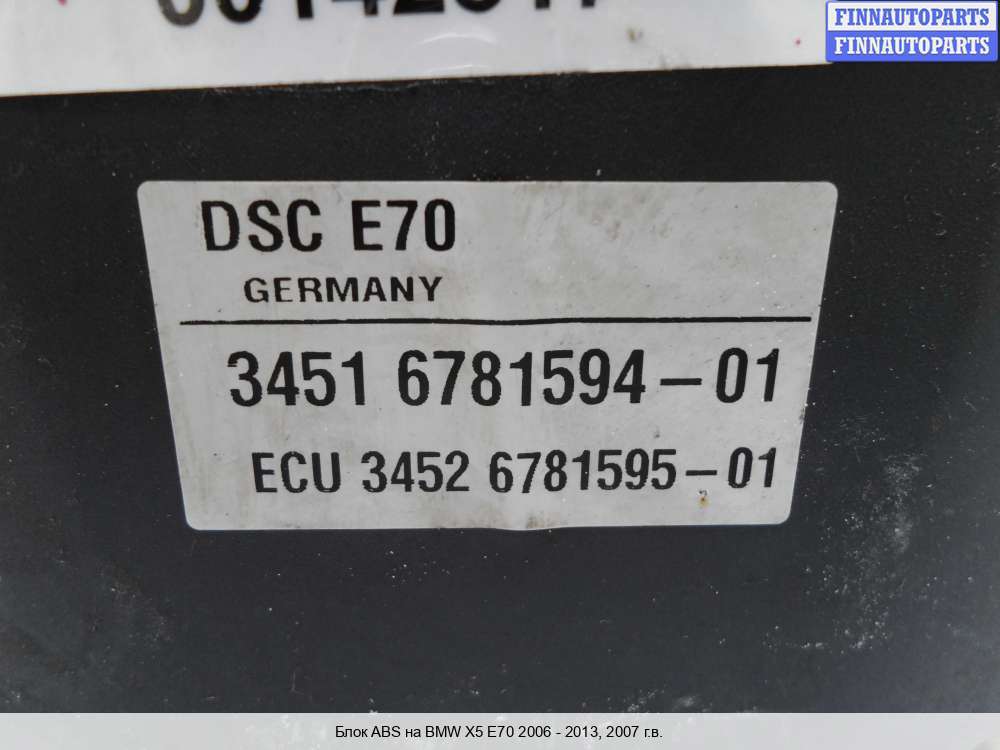 FINNAUTOPARTS
FINNAUTOPARTS
DSC E70
GERMANY
3451 6781594-01
ECU 3452 6781595-01
Блок ABS на BMW X5 E70 2006 - 2013, 2007 г.в.